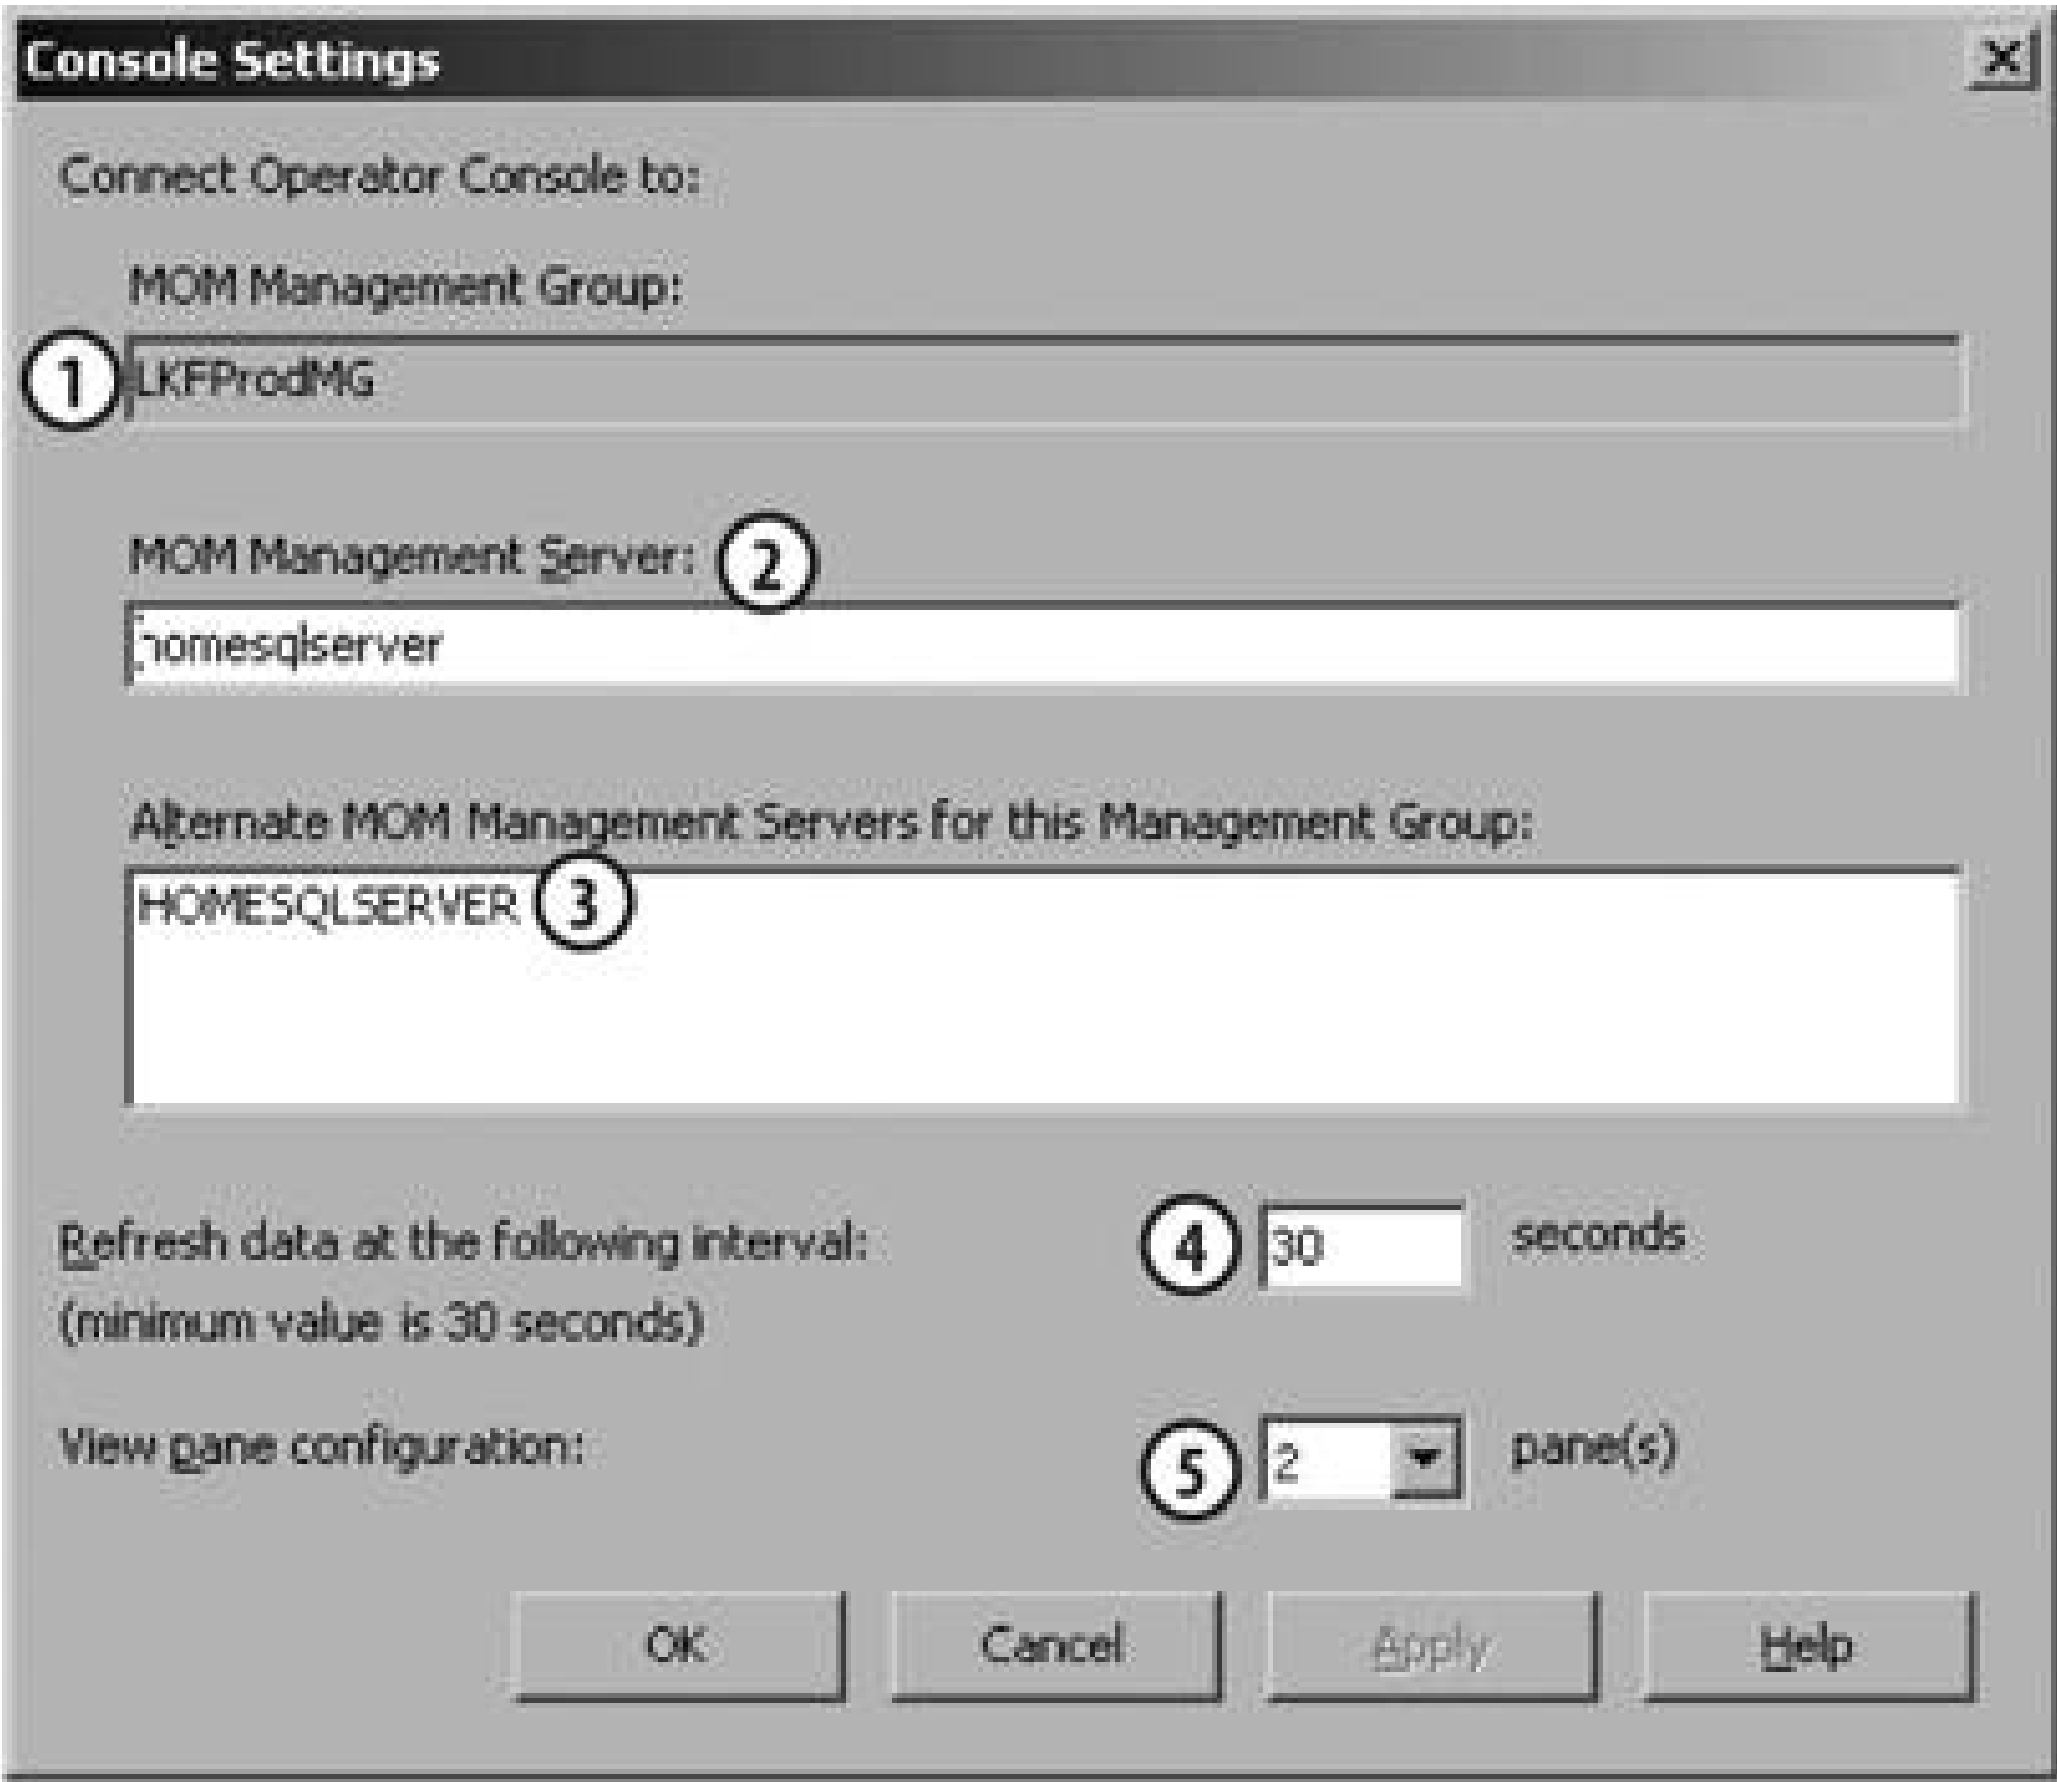 Console Settings
Connect Operator Console to:
MOM Management Group:
1 LKFProdMG
MOM Management Server: 2
homesqlserver
Alternate MOM Management Servers for this Management Group:
HOMESQLSERVER 3
Refresh data at the following interval: 4 30 seconds
(minimum value is 30 seconds)
View pane configuration: 5 2 pane(s)
OK Cancel Apply Help